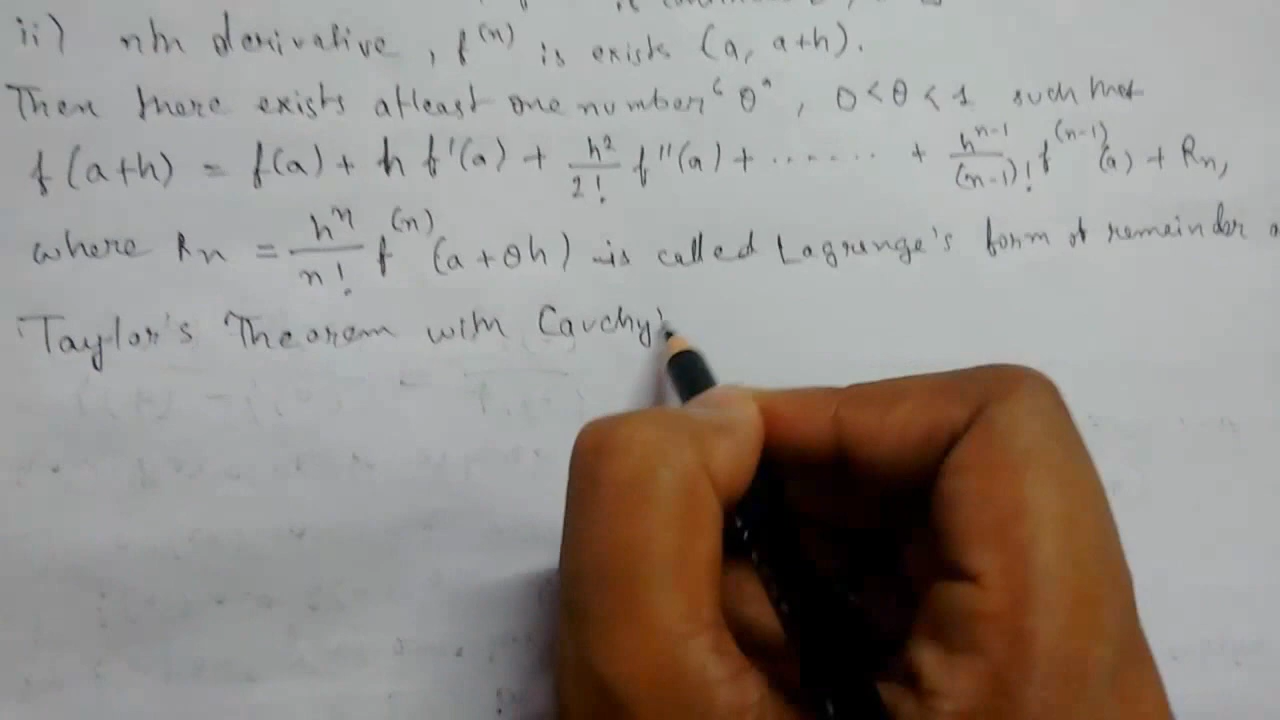 ii) nth derivative, f^(n) is exists (a, a+h).
Then there exists atleast one number "θ", 0 < θ < 1 such that
f(a+h) = f(a) + h f'(a) + h²/2! f''(a) + ...... + h^(n-1)/(n-1)! f^(n-1)(a) + Rn,
where Rn = h^n/n! f^(n)(a+θh) is called Lagrange's form of remainder
Taylor's Theorem with Cauchy's